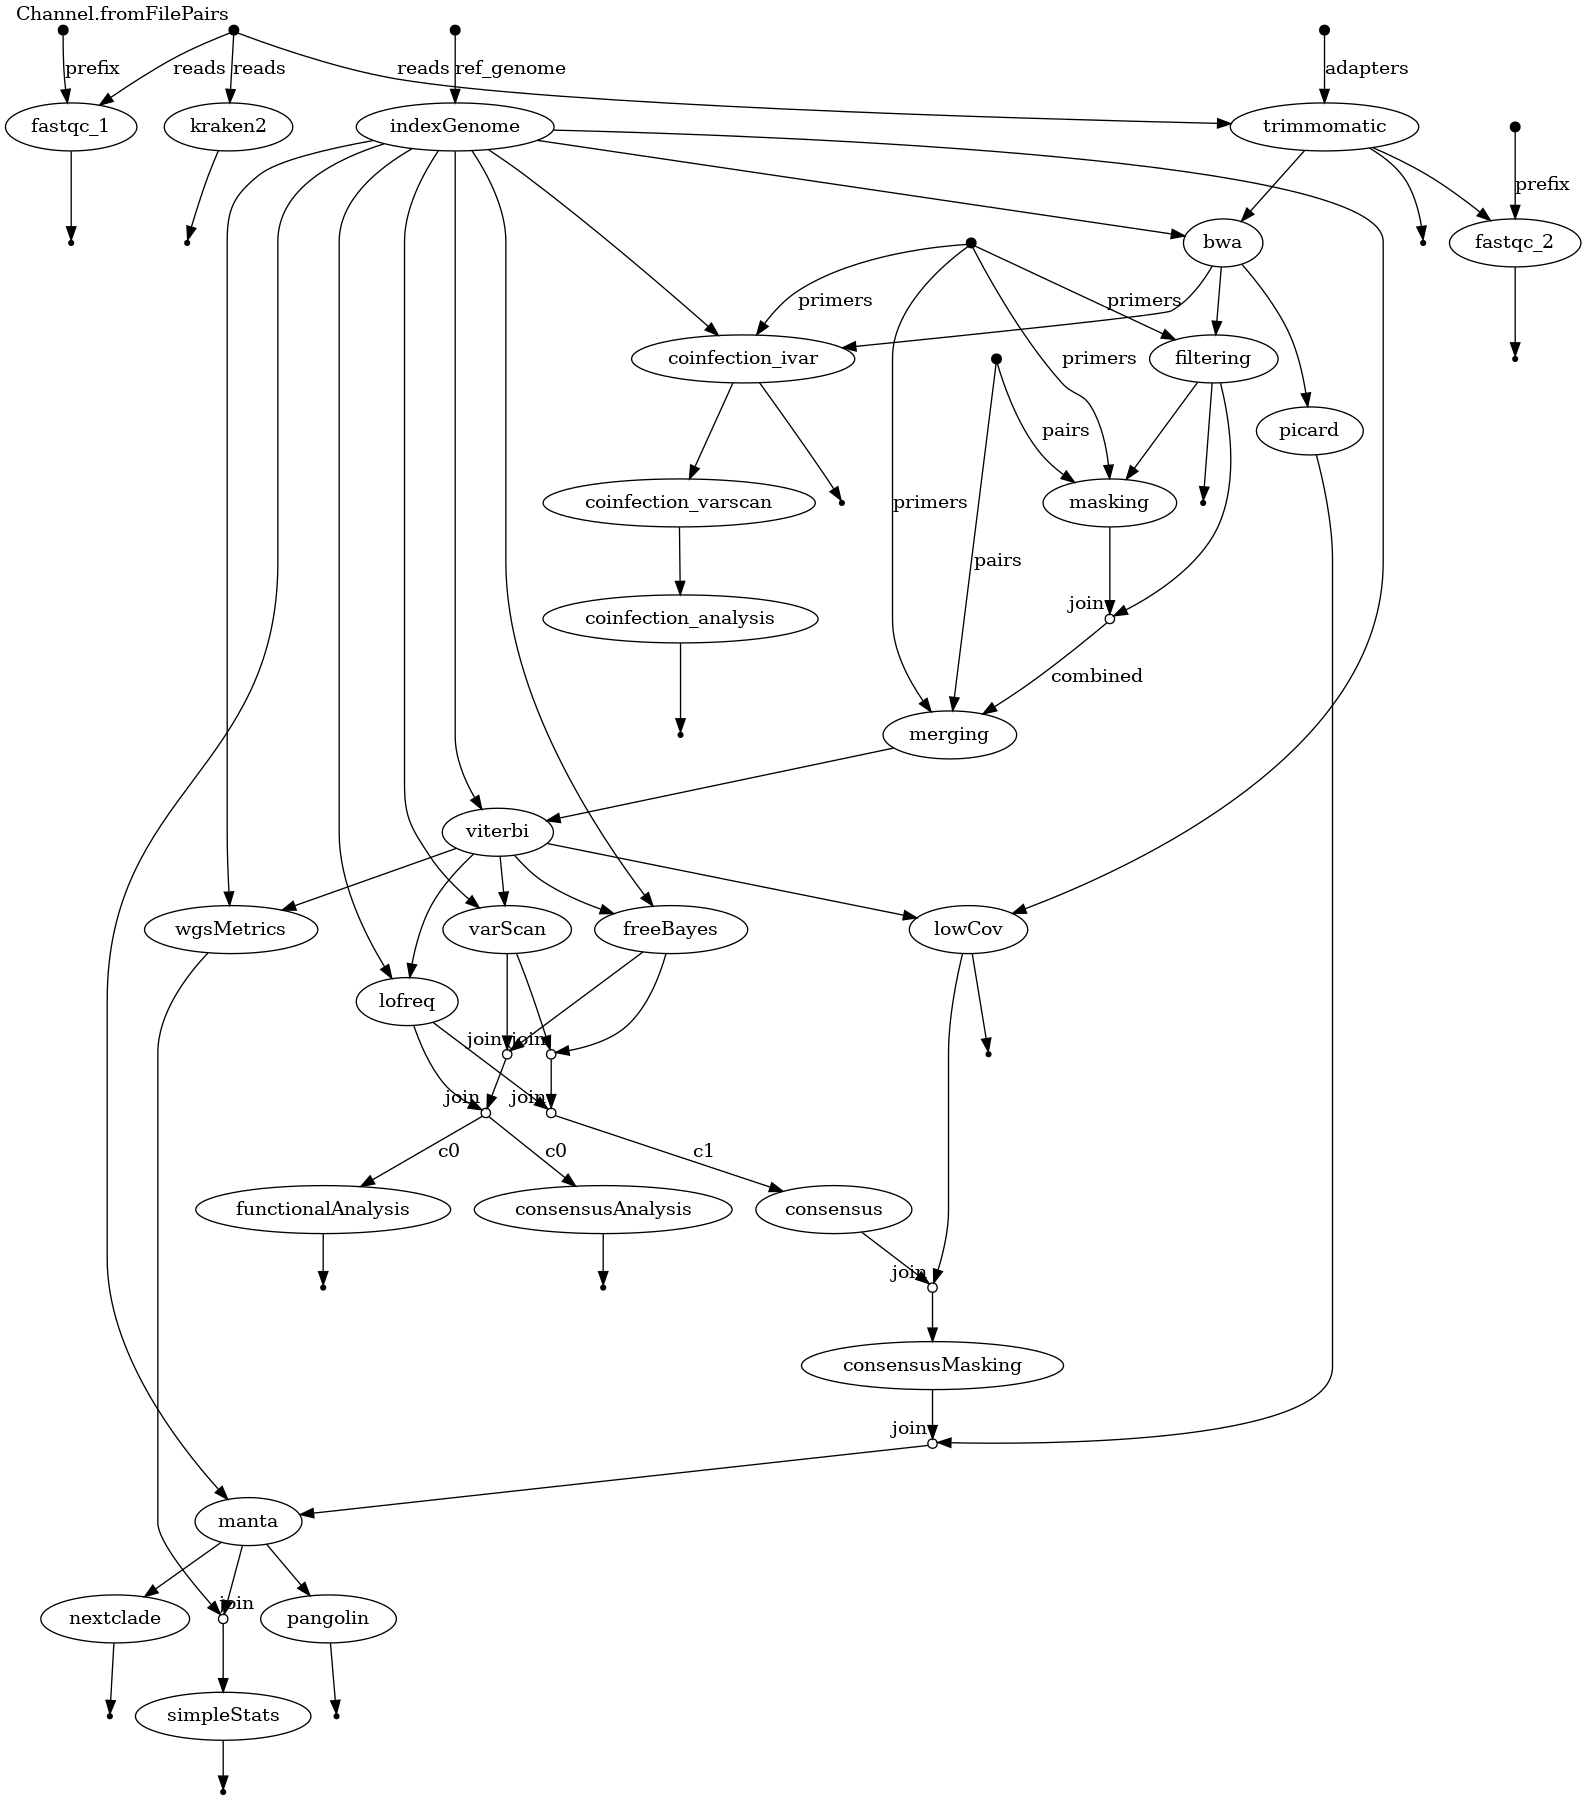 Channel.fromFilePairs
prefix
reads
reads
reads
ref_genome
adapters
fastqc_1
kraken2
indexGenome
trimmomatic
prefix
bwa
fastqc_2
primers
primers
coinfection_ivar
primers
filtering
pairs
picard
coinfection_varscan
primers
masking
pairs
join
coinfection_analysis
combined
merging
viterbi
wgsMetrics
varScan
freeBayes
lowCov
lofreq
join
join
join
join
c0
c0
c1
functionalAnalysis
consensusAnalysis
consensus
join
consensusMasking
join
manta
join
nextclade
pangolin
simpleStats